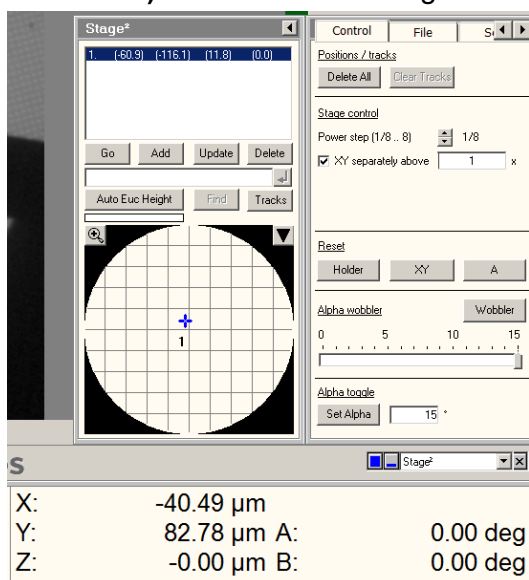 Stage²
1. (-60.9) (-116.1) (11.8) (0.0)
Go Add Update Delete
Auto Euc Height Find Tracks
1
Control File
Positions / tracks
Delete All Clear Tracks
Stage control
Power step (1/8 .. 8) 1/8
XY separately above 1 x
Reset
Holder XY A
Alpha wobbler Wobbler
0 5 10 15
Alpha toggle
Set Alpha 15 °
s
Stage²
X: -40.49 µm
Y: 82.78 µm A: 0.00 deg
Z: -0.00 µm B: 0.00 deg